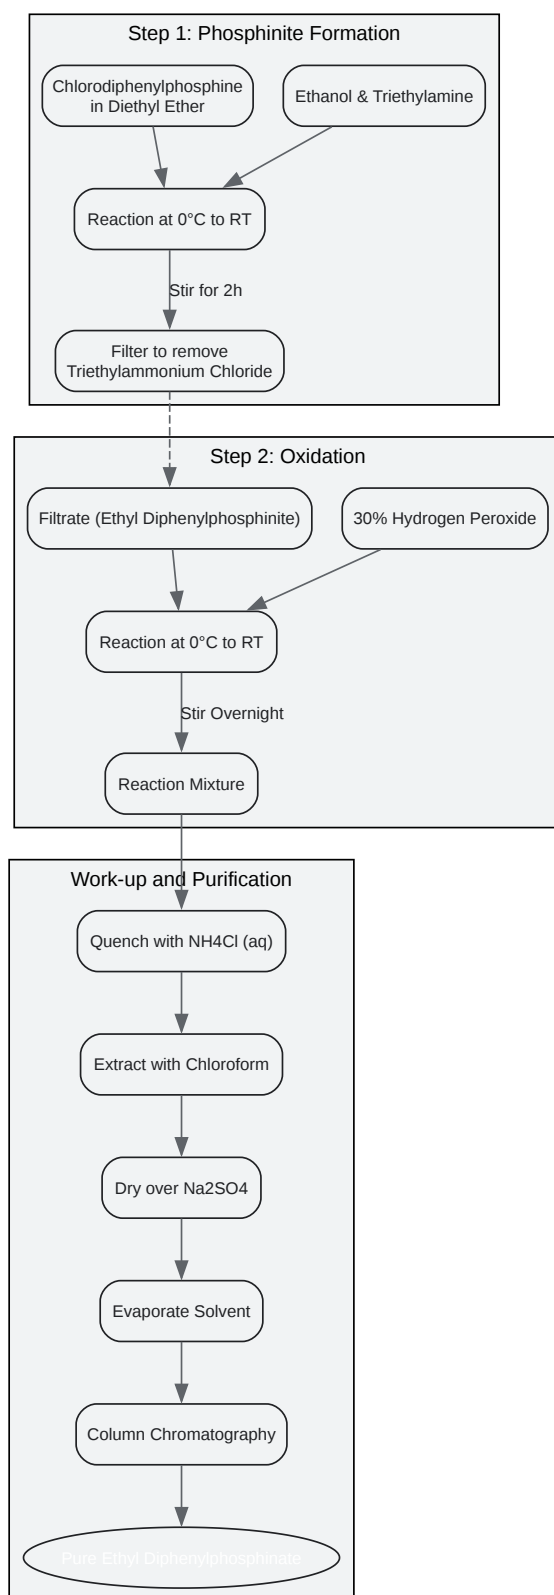 Step 1: Phosphinite Formation
Chlorodiphenylphosphine
in Diethyl Ether
Ethanol & Triethylamine
Reaction at 0°C to RT
Stir for 2h
Filter to remove
Triethylammonium Chloride
Step 2: Oxidation
Filtrate (Ethyl Diphenylphosphinite)
30% Hydrogen Peroxide
Reaction at 0°C to RT
Stir Overnight
Reaction Mixture
Work-up and Purification
Quench with NH4Cl (aq)
Extract with Chloroform
Dry over Na2SO4
Evaporate Solvent
Column Chromatography
Pure Ethyl Diphenylphosphinate